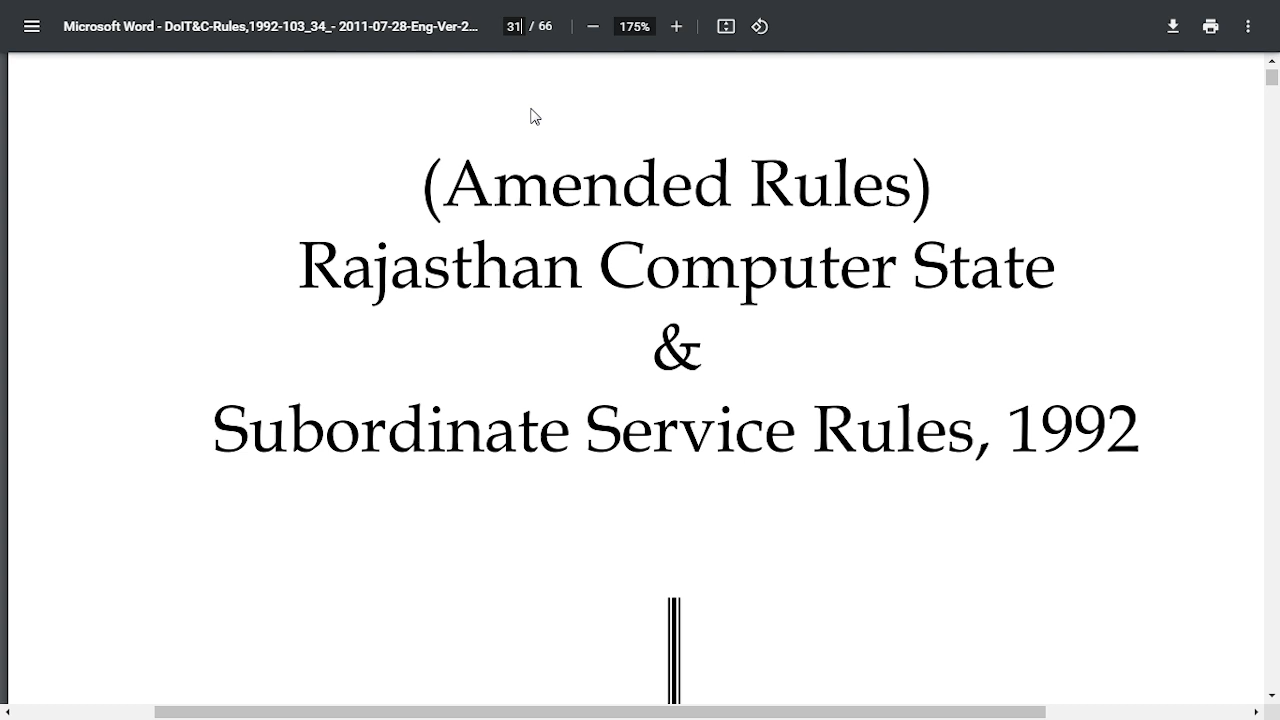 Microsoft Word - DoIT&C-Rules,1992-103_34_- 2011-07-28-Eng-Ver-2... 31 / 66 175%
(Amended Rules)
Rajasthan Computer State
&
Subordinate Service Rules, 1992